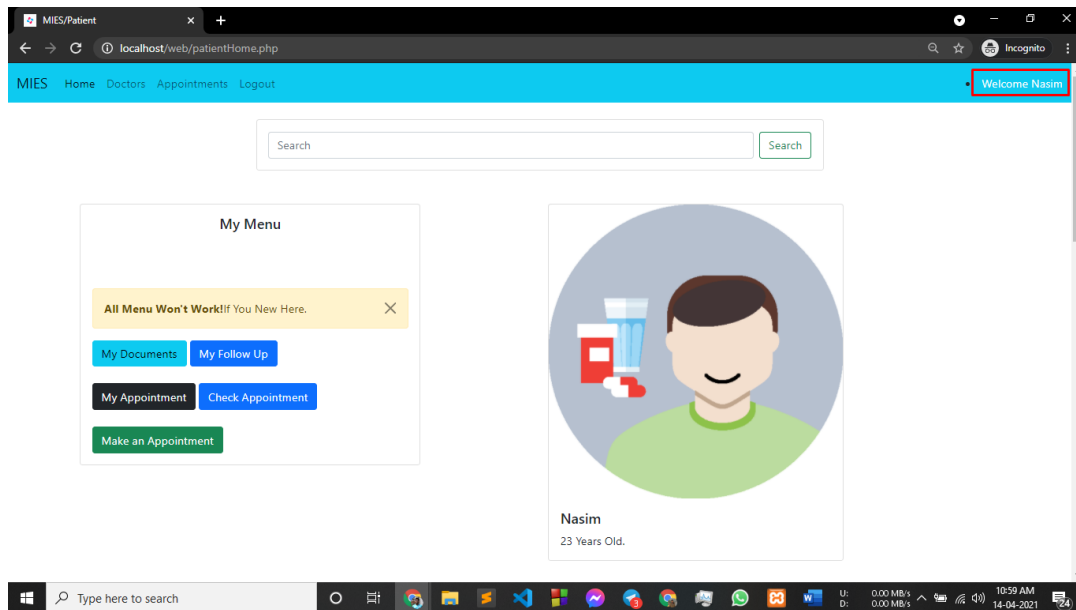 MIES/Patient
localhost/web/patientHome.php
Incognito
MIES Home Doctors Appointments Logout
Welcome Nasim
Search Search
My Menu
All Menu Won't Work!If You New Here.
My Documents My Follow Up
My Appointment Check Appointment
Make an Appointment
Nasim
23 Years Old.
Type here to search
U: 0.00 MB/s
D: 0.00 MB/s
10:59 AM
14-04-2021
24